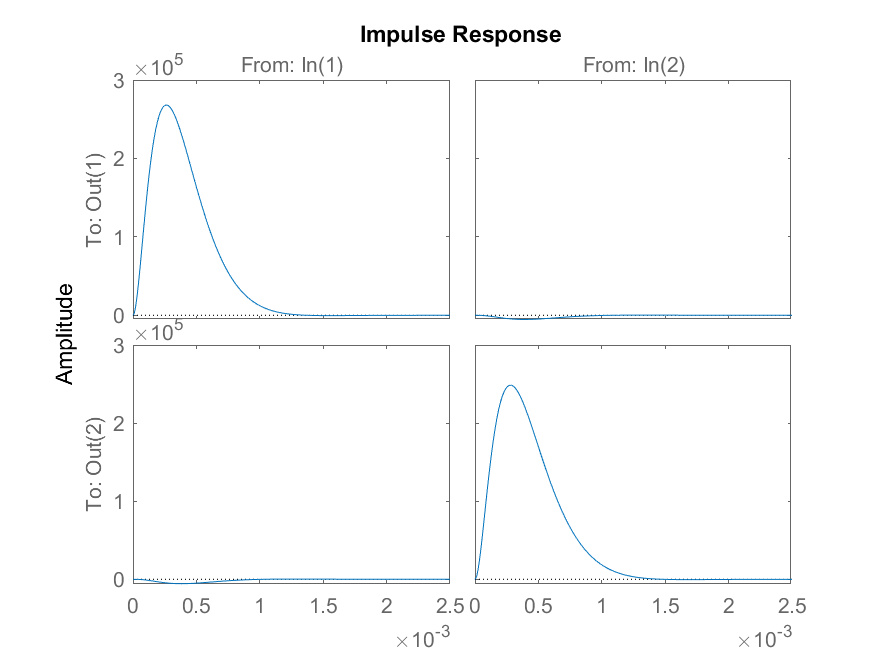 Impulse Response
From: In(1)
From: In(2)
×10^5
3
2
1
0
To: Out(1)
Amplitude
×10^5
3
2
1
0
To: Out(2)
0 0.5 1 1.5 2 2.5
0 0.5 1 1.5 2 2.5
×10^-3
×10^-3